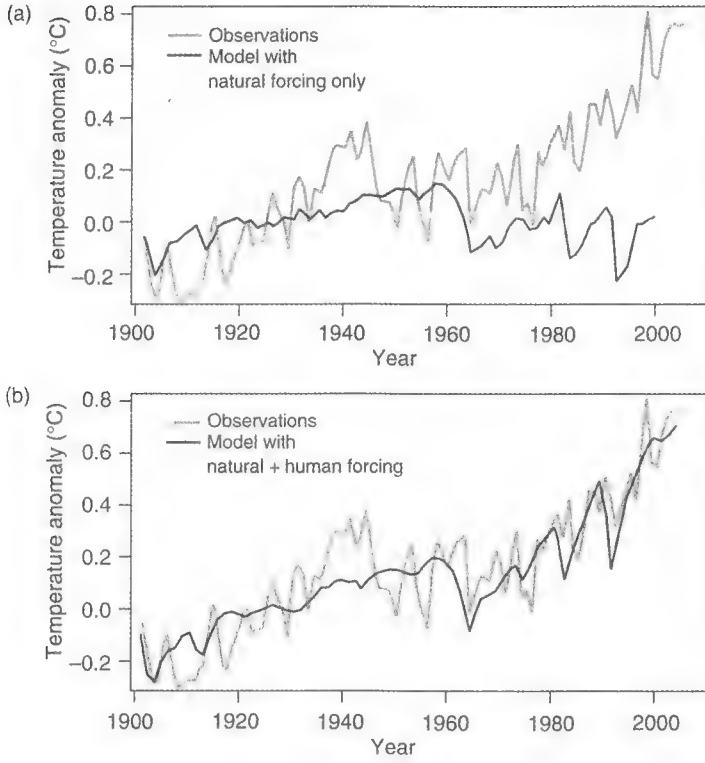 (a)
0.8
0.6
0.4
0.2
0.0
−0.2
Temperature anomaly (°C)
Observations
Model with
natural forcing only
1900 1920 1940 1960 1980 2000
Year
(b)
0.8
0.6
0.4
0.2
0.0
−0.2
Temperature anomaly (°C)
Observations
Model with
natural + human forcing
1900 1920 1940 1960 1980 2000
Year